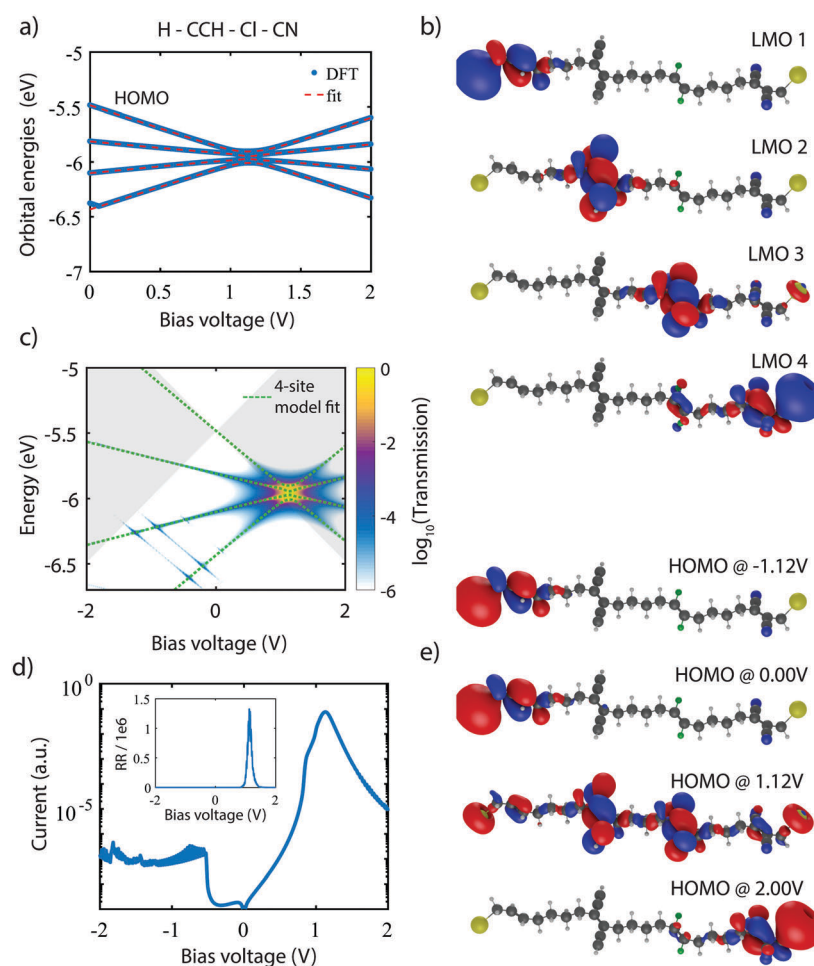 a)
H - CCH - Cl - CN
-5
-5.5
-6
-6.5
-7
Orbital energies (eV)
HOMO
DFT
fit
0
0.5
1
1.5
2
Bias voltage (V)
b)
LMO 1
LMO 2
LMO 3
LMO 4
c)
-5
-5.5
-6
-6.5
Energy (eV)
4-site
model fit
-2
0
2
Bias voltage (V)
0
-2
-4
-6
log10(Transmission)
HOMO @ -1.12V
d)
10^0
10^-5
Current (a.u.)
1.5
1
0.5
0
RR / 1e6
-2
0
2
Bias voltage (V)
-2
-1
0
1
2
Bias voltage (V)
e)
HOMO @ 0.00V
HOMO @ 1.12V
HOMO @ 2.00V